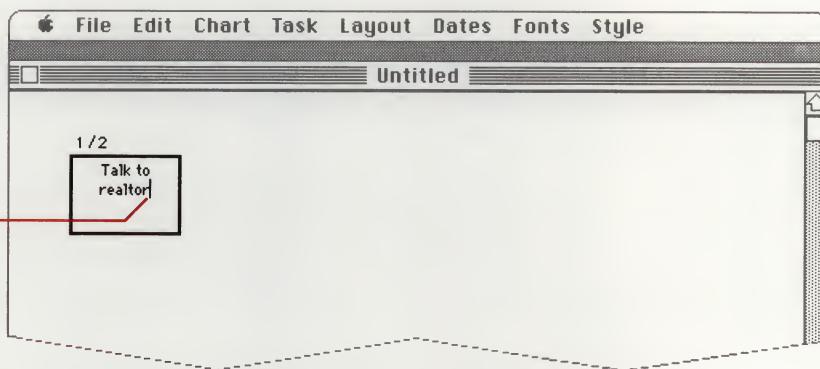 File Edit Chart Task Layout Dates Fonts Style
Untitled
1/2
Talk to
realtor